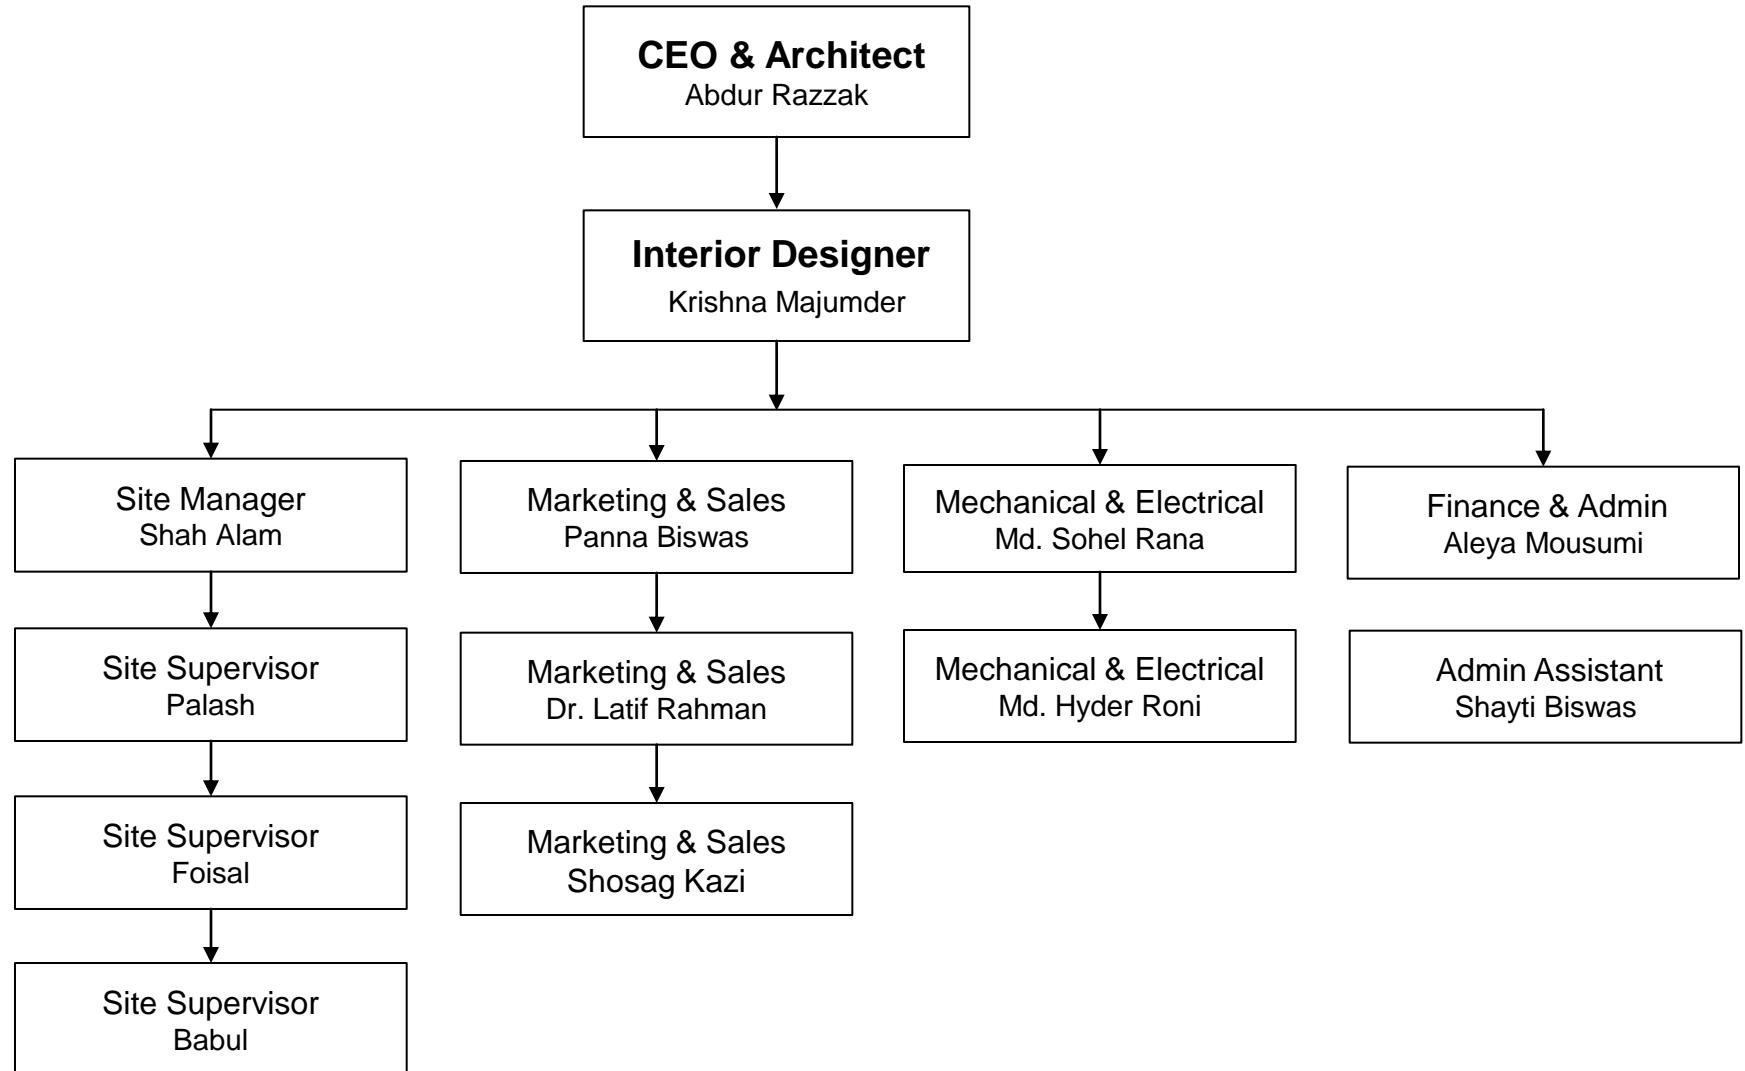 CEO & Architect
Abdur Razzak
Interior Designer
Krishna Majumder
Site Manager
Shah Alam
Marketing & Sales
Panna Biswas
Mechanical & Electrical
Md. Sohel Rana
Finance & Admin
Aleya Mousumi
Site Supervisor
Palash
Marketing & Sales
Dr. Latif Rahman
Mechanical & Electrical
Md. Hyder Roni
Admin Assistant
Shayti Biswas
Site Supervisor
Foisal
Marketing & Sales
Shosag Kazi
Site Supervisor
Babul